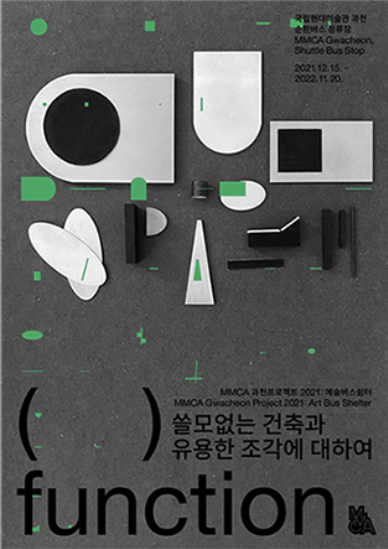 국립현대미술관 과천
순환버스 정류장
MMCA Gwacheon,
Shuttle Bus Stop
2021.12.15. –
2022.11.20.
MMCA 과천프로젝트 2021: 예술버스쉼터
MMCA Gwacheon Project 2021: Art Bus Shelter
(      ) 쓸모없는 건축과
유용한 조각에 대하여
function
MMCA